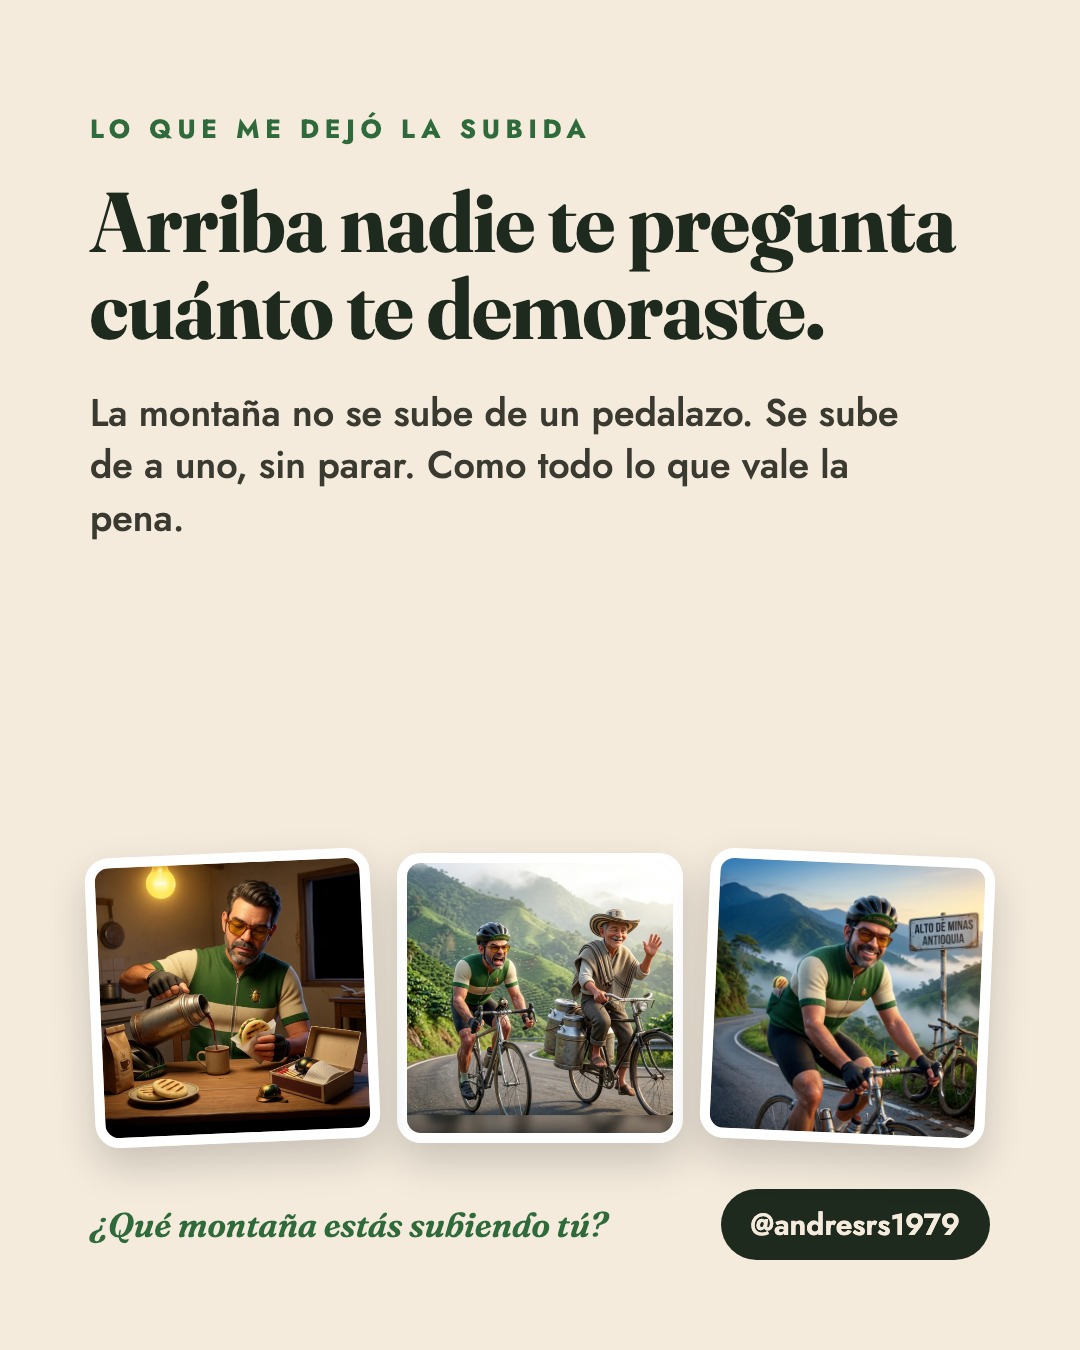 LO QUE ME DEJÓ LA SUBIDA
Arriba nadie te pregunta
cuánto te demoraste.
La montaña no se sube de un pedalazo. Se sube
de a uno, sin parar. Como todo lo que vale la
pena.
ALTO DE MINAS
ANTIOQUIA
¿Qué montaña estás subiendo tú?
@andresrs1979